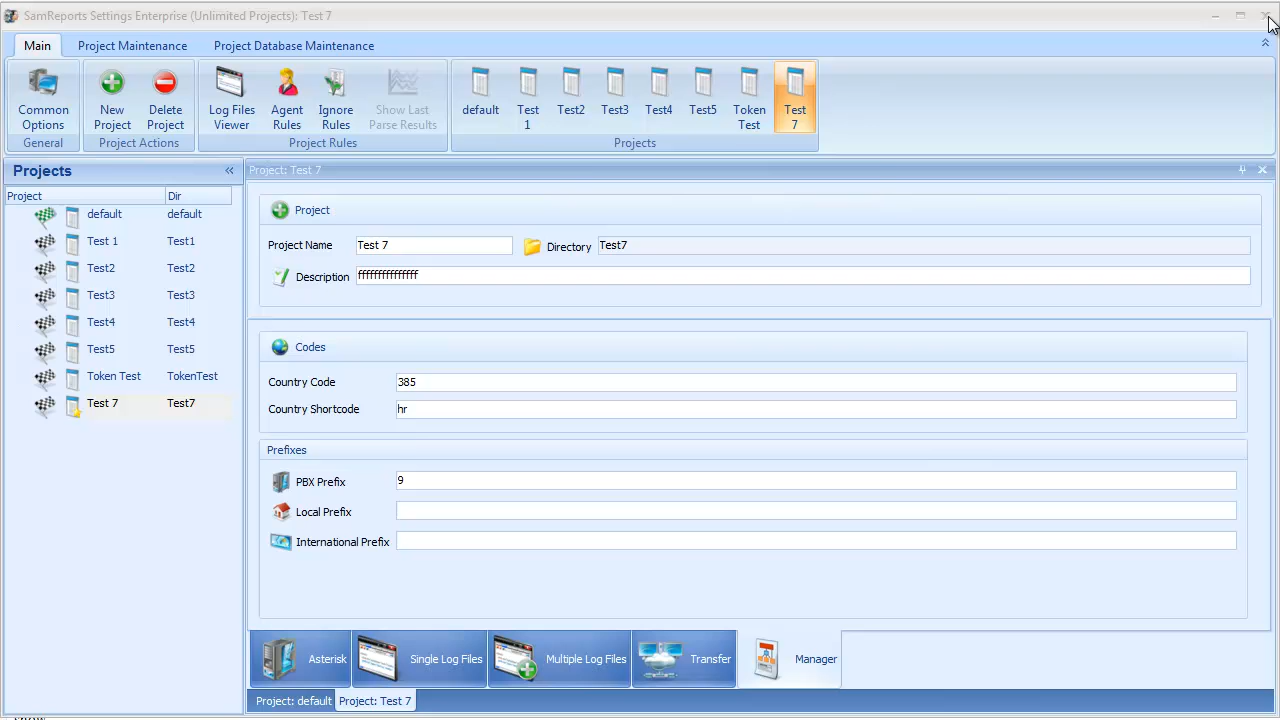 SamReports Settings Enterprise (Unlimited Projects): Test 7
Main Project Maintenance Project Database Maintenance
Common Options
New Project
Delete Project
Log Files Viewer
Agent Rules
Ignore Rules
Show Last Parse Results
default
Test 1
Test2
Test3
Test4
Test5
Token Test
Test 7
General Project Actions Project Rules Projects
Projects «
Project Dir
default default
Test 1 Test1
Test2 Test2
Test3 Test3
Test4 Test4
Test5 Test5
Token Test TokenTest
Test 7 Test7
Project: Test 7
Project
Project Name Test 7 Directory Test7
Description fffffffffffffff
Codes
Country Code 385
Country Shortcode hr
Prefixes
PBX Prefix 9
Local Prefix
International Prefix
Asterisk Single Log Files Multiple Log Files Transfer Manager
Project: default Project: Test 7